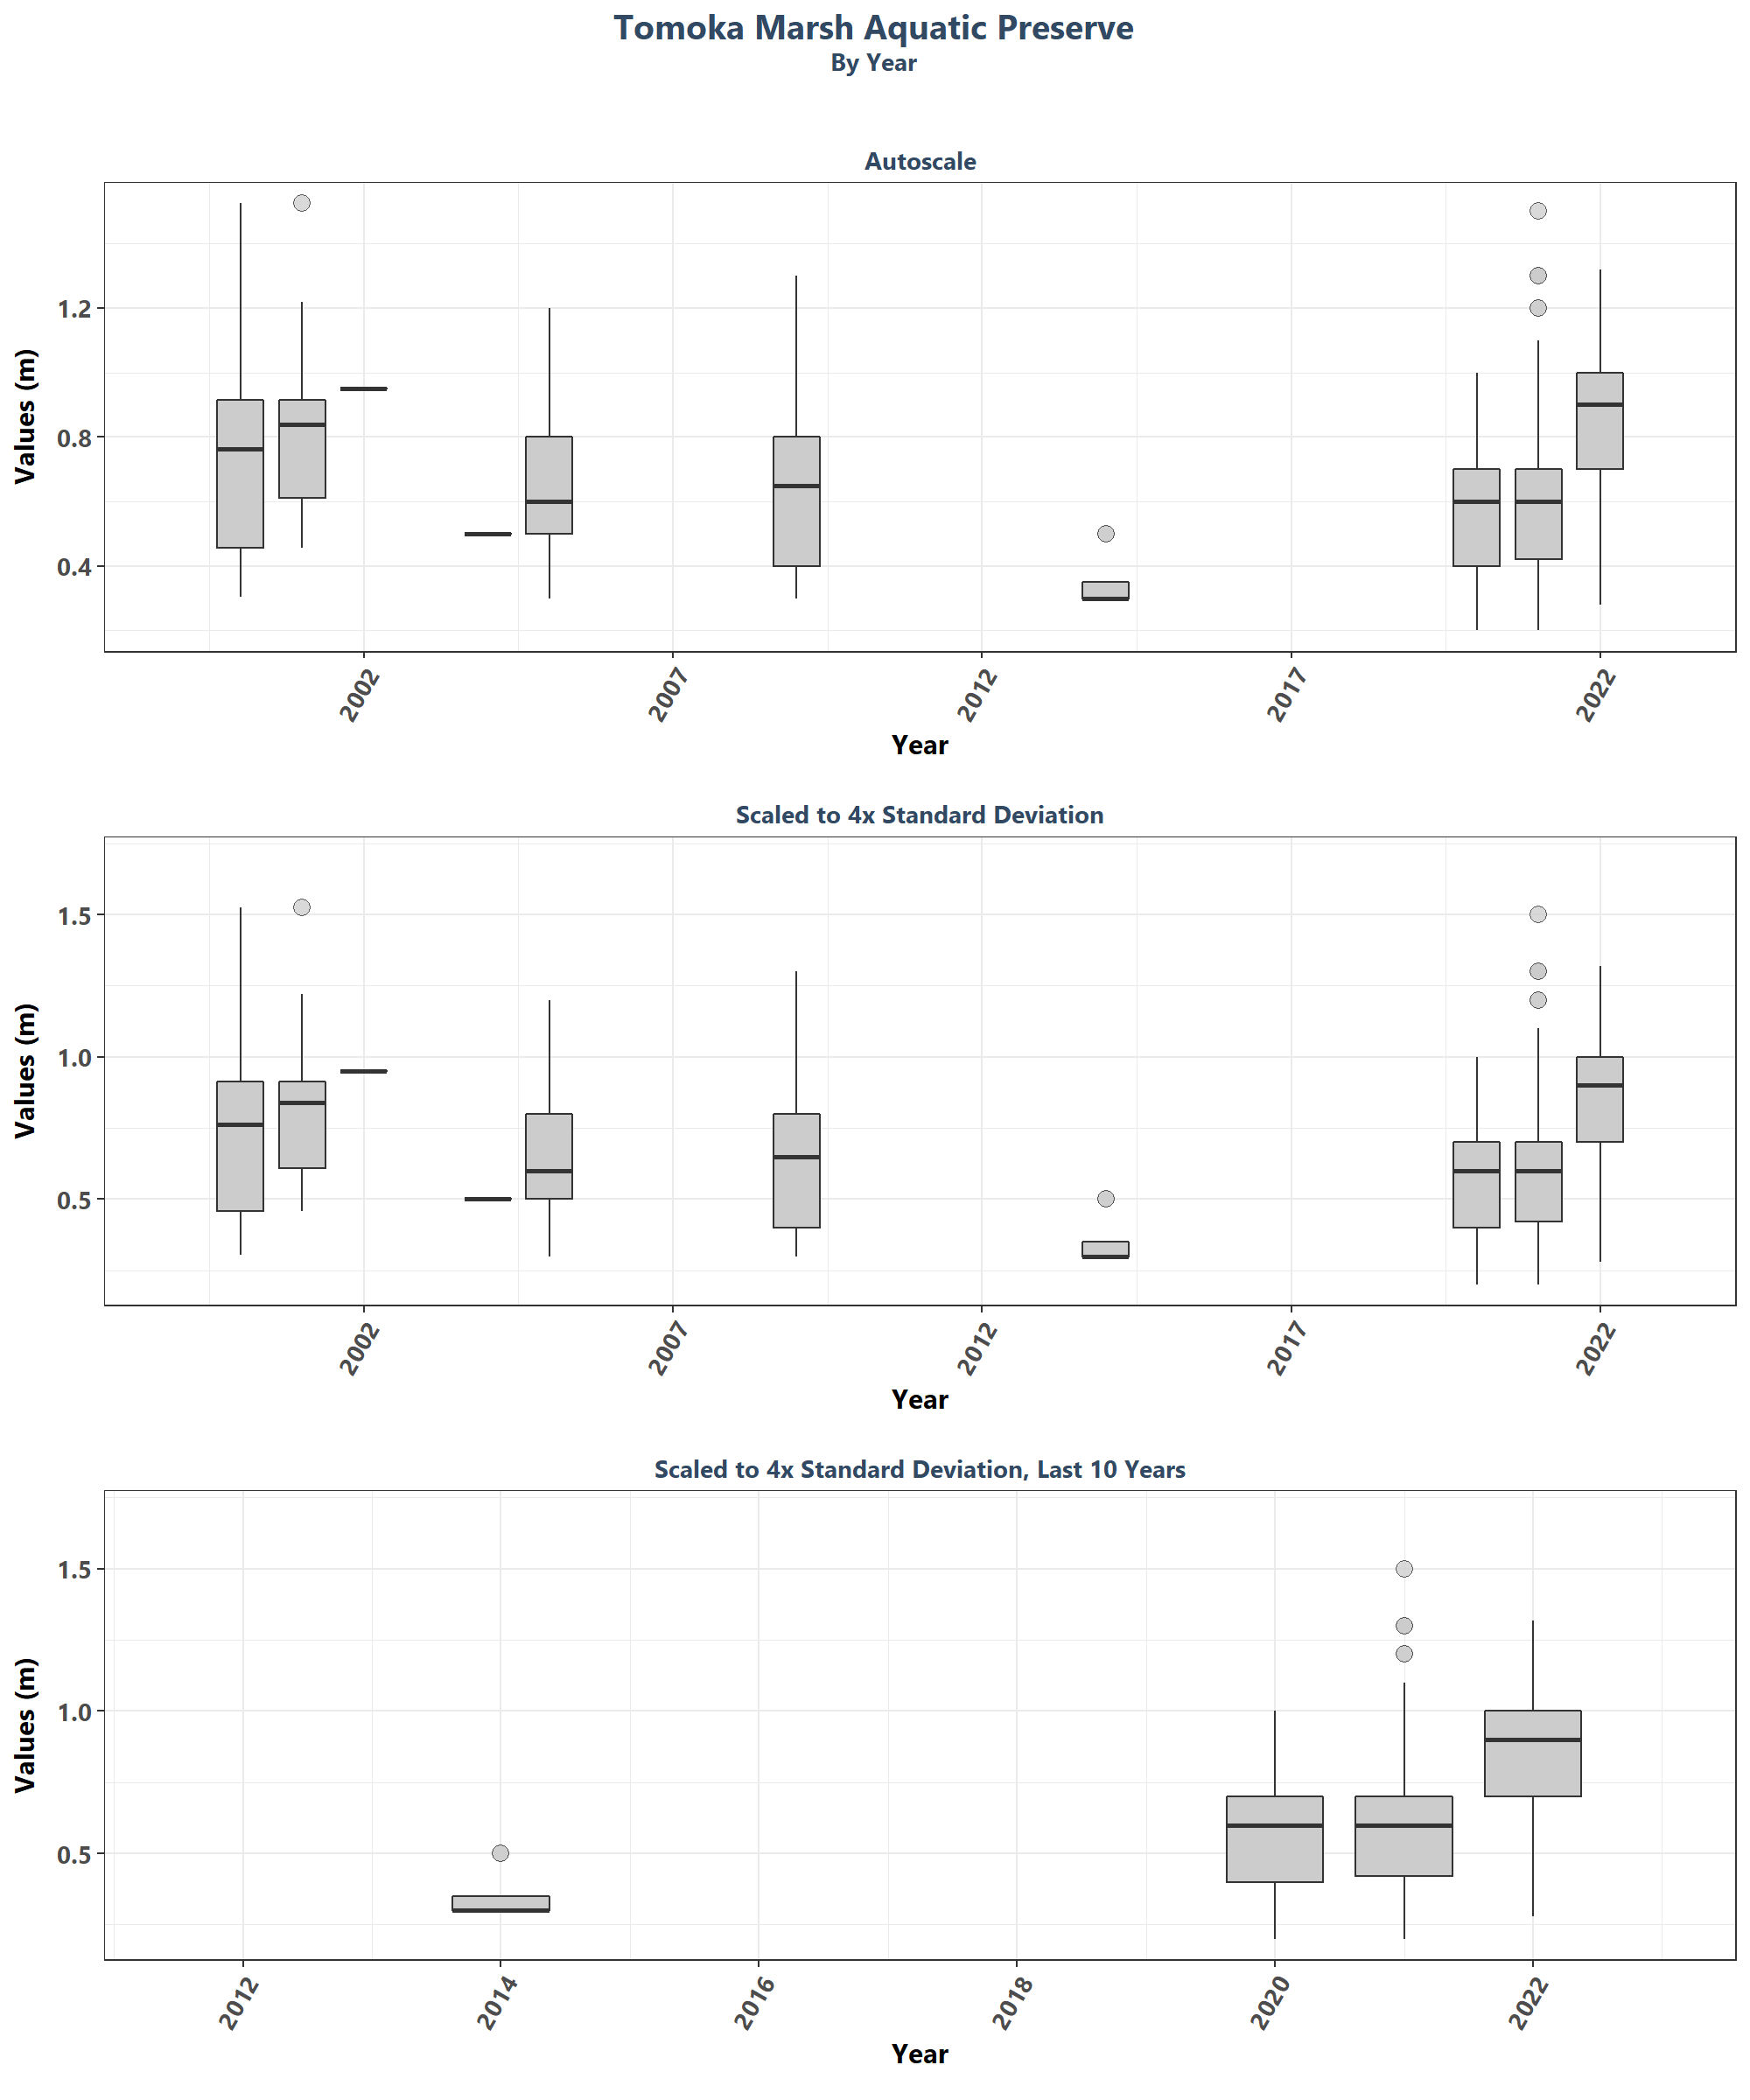 Tomoka Marsh Aquatic Preserve
By Year
Autoscale
Values (m)
1.2
0.8
0.4
2002 2007 2012 2017 2022
Year
Scaled to 4x Standard Deviation
Values (m)
1.5
1.0
0.5
2002 2007 2012 2017 2022
Year
Scaled to 4x Standard Deviation, Last 10 Years
Values (m)
1.5
1.0
0.5
2012 2014 2016 2018 2020 2022
Year